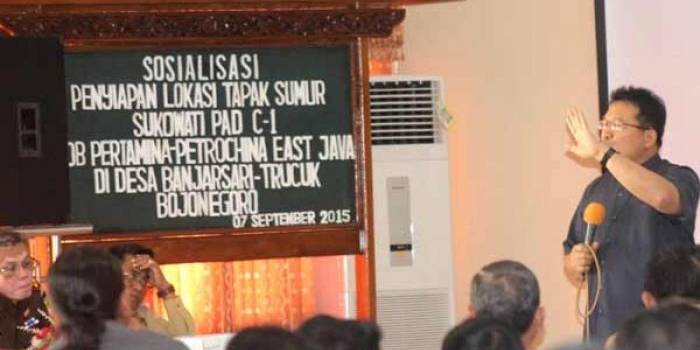 SOSIALISASI
PENYIAPAN LOKASI TAPAK SUMUR
SUKOWATI PAD C-1
OB PERTAMINA-PETROCHINA EAST JAVA
DI DESA BANJARSARI-TRUCUK
BOJONEGORO
07 SEPTEMBER 2015